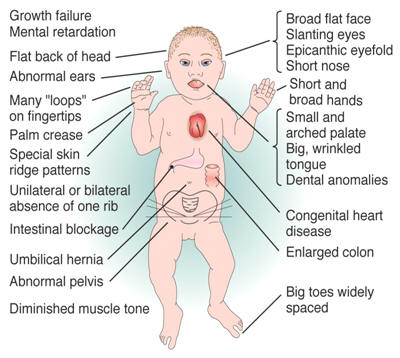 Growth failure
Mental retardation
Flat back of head
Abnormal ears
Many "loops"
on fingertips
Palm crease
Special skin
ridge patterns
Unilateral or bilateral
absence of one rib
Intestinal blockage
Umbilical hernia
Abnormal pelvis
Diminished muscle tone
Broad flat face
Slanting eyes
Epicanthic eyefold
Short nose
Short and
broad hands
Small and
arched palate
Big, wrinkled
tongue
Dental anomalies
Congenital heart
disease
Enlarged colon
Big toes widely
spaced